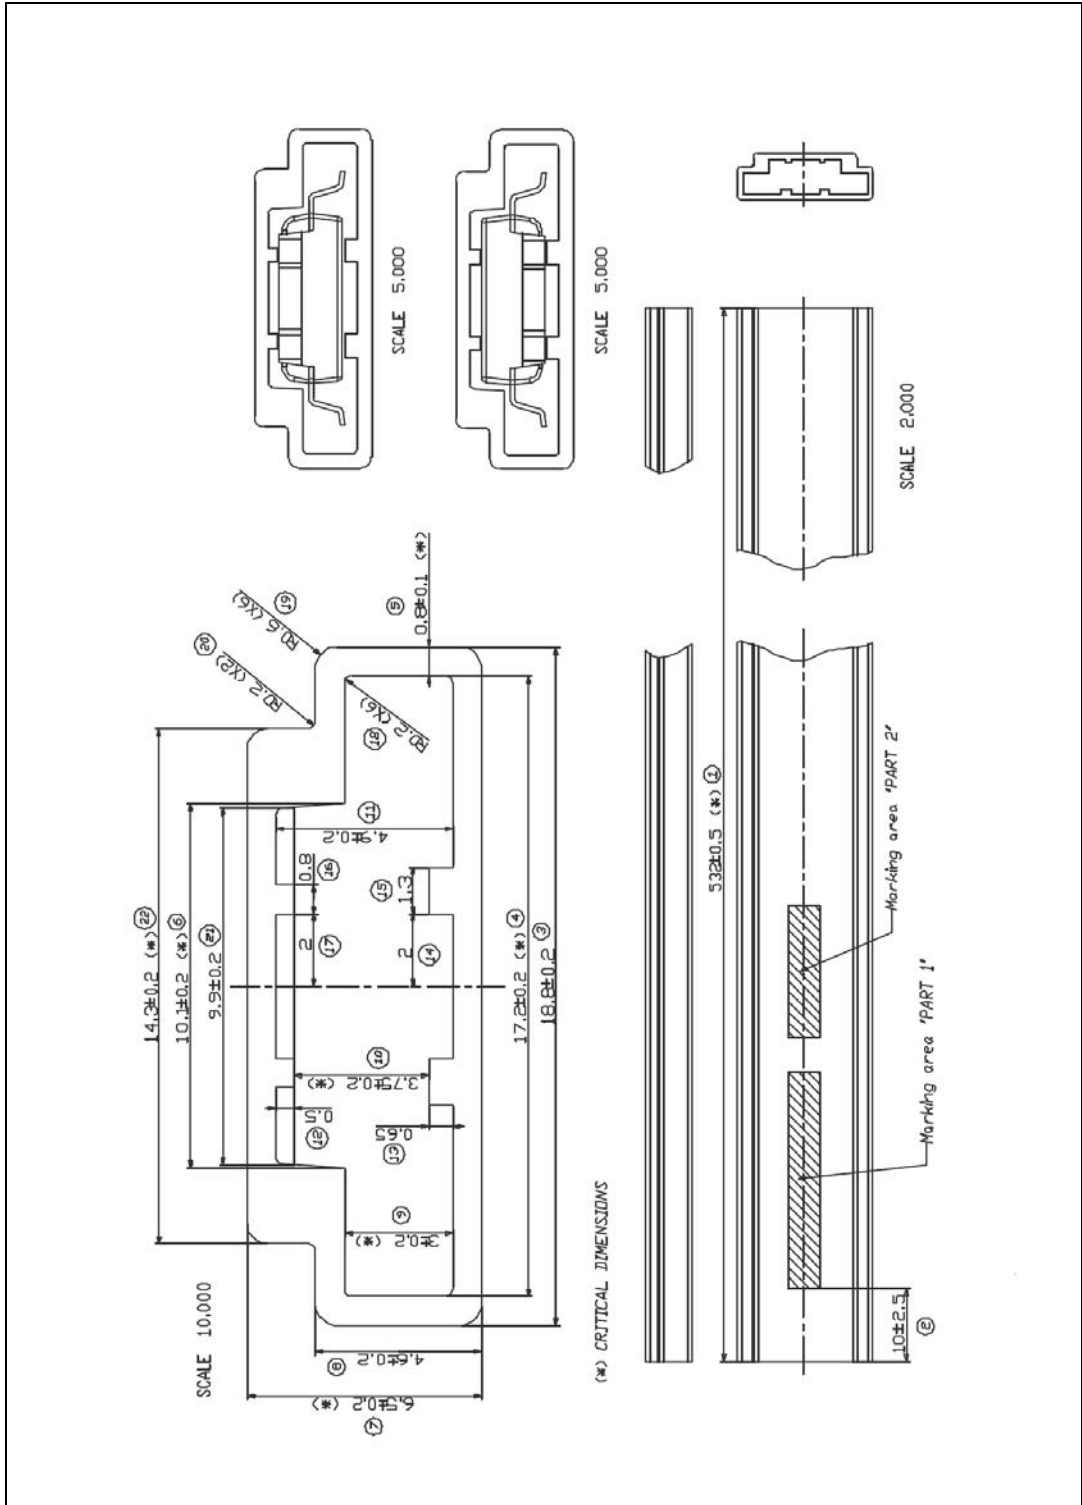 SCALE 5,000
SCALE 5,000
SCALE 2,000
SCALE 10,000
14.3±0.2 (*) 22
10.1±0.2 (*) 6
9.9±0.2 21
R0.2 (X2) 20
R0.6 (X6) 19
0.8±0.1 (*) 5
R0.2 (X6) 18
4.9±0.2 11
0.8 16
2 17
1.3 15
2 14
3.75±0.2 (*) 10
0.5 12
0.65 13
3±0.2 (*) 9
17.2±0.2 (*) 4
18.8±0.2 3
4.6±0.2 8
6.5±0.2 (*) 7
(*) CRITICAL DIMENSIONS
532±0.5 (*) 1
Marking area "PART 2"
Marking area "PART 1"
10±2.5
2